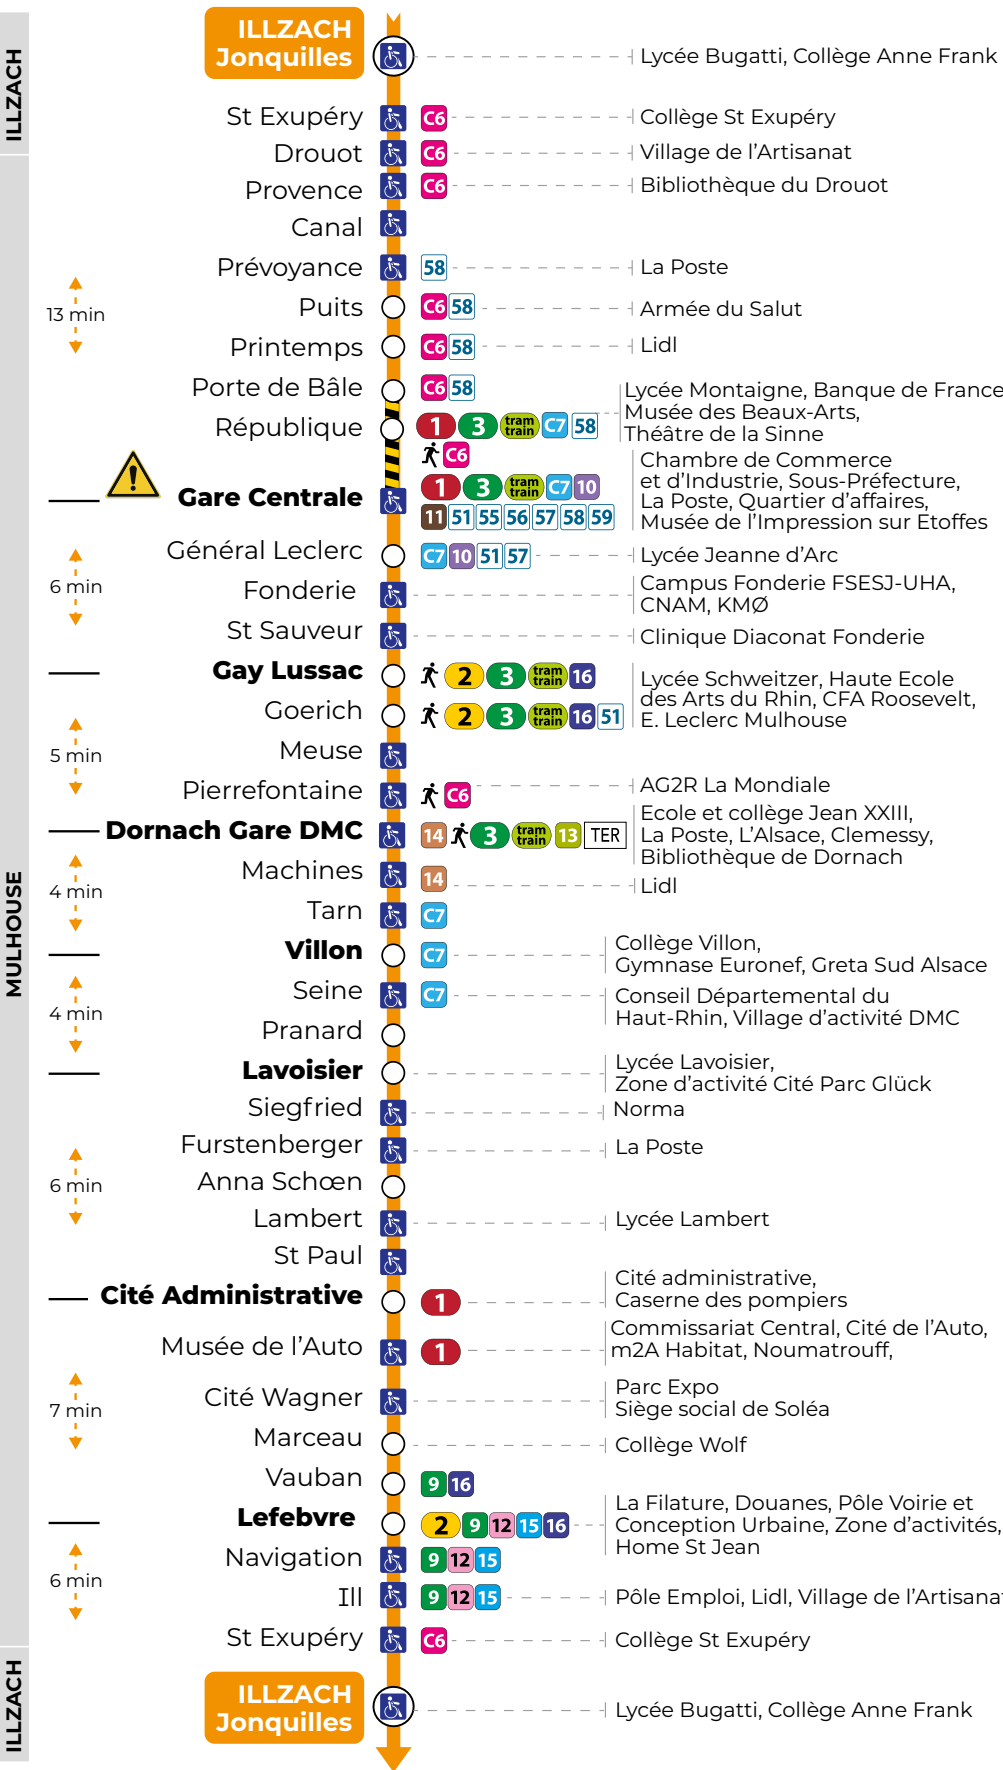 ILLZACH
Jonquilles
Lycée Bugatti, Collège Anne Frank
ILLZACH
St Exupéry C6 Collège St Exupéry
Drouot C6 Village de l'Artisanat
Provence C6 Bibliothèque du Drouot
Canal
Prévoyance 58 La Poste
13 min
Puits C6 58 Armée du Salut
Printemps C6 58 Lidl
Porte de Bâle C6 58
République 1 3 tram train C7 58
Lycée Montaigne, Banque de France
Musée des Beaux-Arts,
Théâtre de la Sinne
C6
Gare Centrale 1 3 tram train C7 10
11 51 55 56 57 58 59
Chambre de Commerce
et d'Industrie, Sous-Préfecture,
La Poste, Quartier d'affaires,
Musée de l'Impression sur Etoffes
Général Leclerc C7 10 51 57 Lycée Jeanne d'Arc
6 min
Fonderie
Campus Fonderie FSESJ-UHA,
CNAM, KMØ
St Sauveur Clinique Diaconat Fonderie
Gay Lussac 2 3 tram train 16
Goerich 2 3 tram train 16 51
Lycée Schweitzer, Haute Ecole
des Arts du Rhin, CFA Roosevelt,
E. Leclerc Mulhouse
5 min
Meuse
Pierrefontaine C6 AG2R La Mondiale
Dornach Gare DMC 14 3 tram train 13 TER
Ecole et collège Jean XXIII,
La Poste, L'Alsace, Clemessy,
Bibliothèque de Dornach
4 min
Machines 14 Lidl
Tarn C7
MULHOUSE
Villon C7
Collège Villon,
Gymnase Euronef, Greta Sud Alsace
4 min
Seine C7
Conseil Départemental du
Haut-Rhin, Village d'activité DMC
Pranard
Lavoisier
Lycée Lavoisier,
Zone d'activité Cité Parc Glück
Siegfried Norma
Furstenberger La Poste
6 min
Anna Schœn
Lambert Lycée Lambert
St Paul
Cité Administrative 1
Cité administrative,
Caserne des pompiers
Musée de l'Auto 1
Commissariat Central, Cité de l'Auto,
m2A Habitat, Noumatrouff,
7 min
Cité Wagner
Parc Expo
Siège social de Soléa
Marceau Collège Wolf
Vauban 9 16
Lefebvre 2 9 12 15 16
La Filature, Douanes, Pôle Voirie et
Conception Urbaine, Zone d'activités,
Home St Jean
6 min
Navigation 9 12 15
Ill 9 12 15 Pôle Emploi, Lidl, Village de l'Artisanat
St Exupéry C6 Collège St Exupéry
ILLZACH
ILLZACH
Jonquilles
Lycée Bugatti, Collège Anne Frank